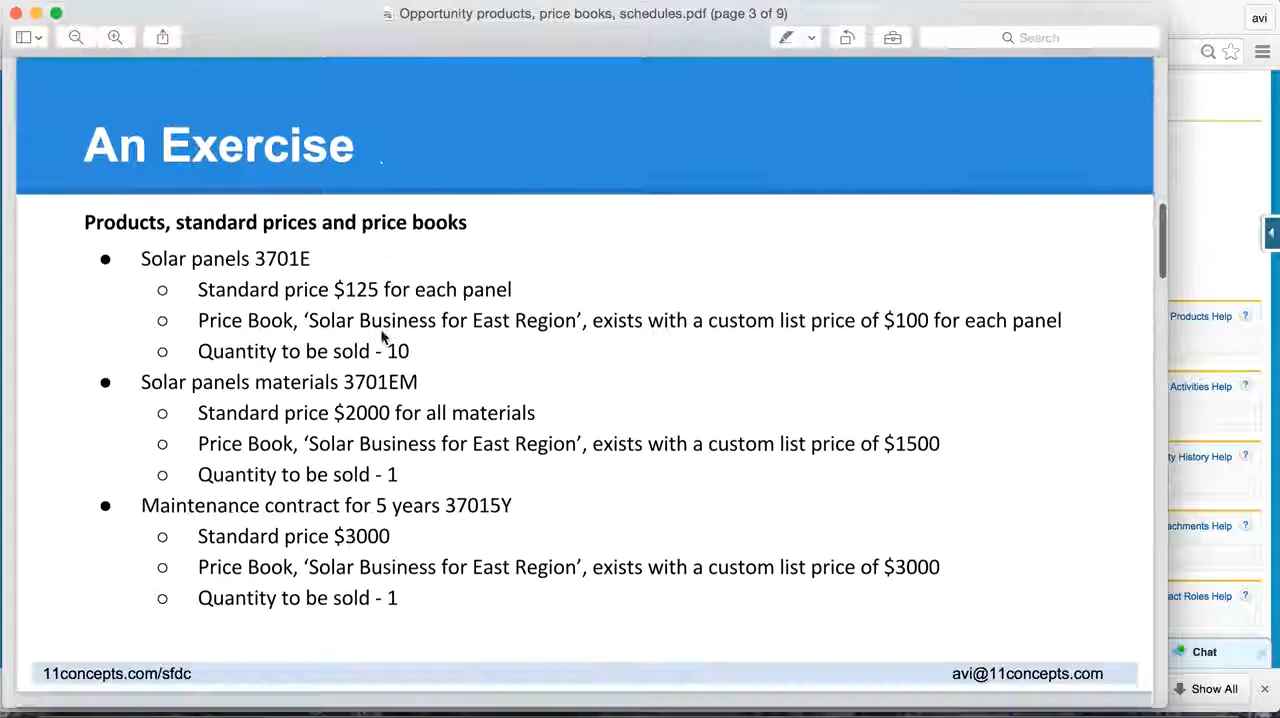 Opportunity products, price books, schedules.pdf (page 3 of 9)
avi
Search
An Exercise
Products, standard prices and price books
● Solar panels 3701E
○ Standard price $125 for each panel
○ Price Book, ‘Solar Business for East Region’, exists with a custom list price of $100 for each panel
○ Quantity to be sold - 10
● Solar panels materials 3701EM
○ Standard price $2000 for all materials
○ Price Book, ‘Solar Business for East Region’, exists with a custom list price of $1500
○ Quantity to be sold - 1
● Maintenance contract for 5 years 37015Y
○ Standard price $3000
○ Price Book, ‘Solar Business for East Region’, exists with a custom list price of $3000
○ Quantity to be sold - 1
11concepts.com/sfdc
avi@11concepts.com
Products Help ?
Activities Help ?
ty History Help ?
achments Help ?
act Roles Help ?
Chat
Show All